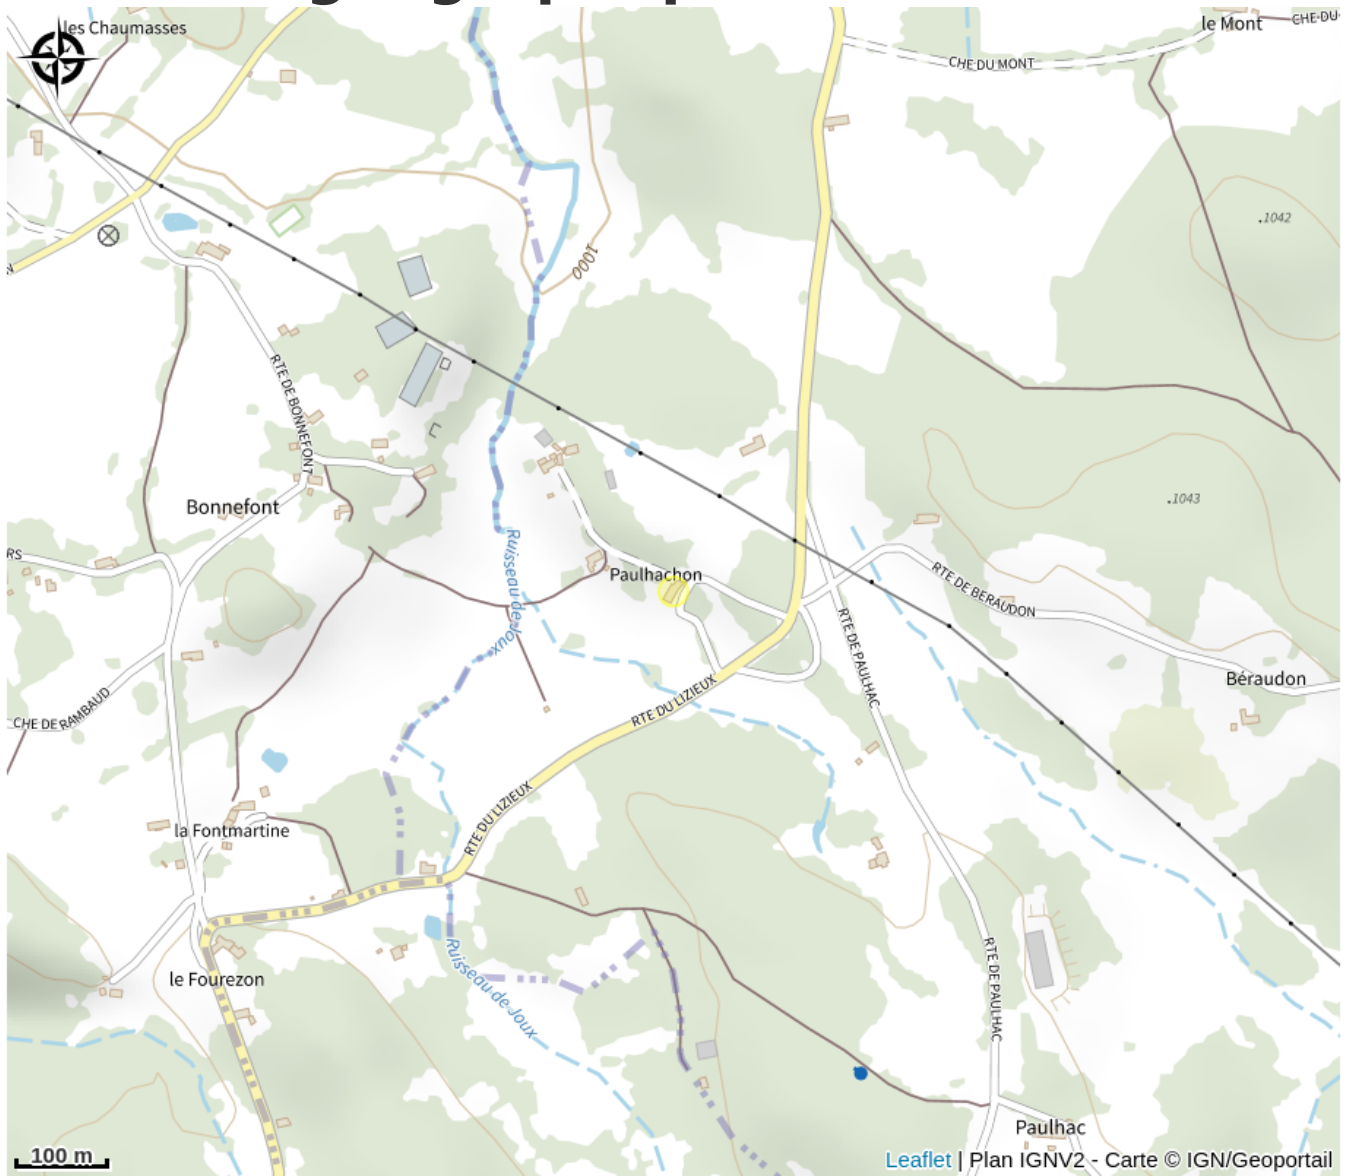 les Chaumasses
le Mont
CHE DU
CHE DU MONT
1042
1000
N
RTE DE BONNEFONT
1043
Bonnefont
RS
Ruisseau de Joux
Paulhachon
RTE DE BERAUDON
RTE DE PAULHAC
Béraudon
CHE DE RAMBAUD
RTE DU LIZIEUX
RTE DU LIZIEUX
la Fontmartine
le Fourezon
Ruisseau de Joux
RTE DE PAULHAC
Paulhac
100 m
Leaflet | Plan IGNV2 - Carte © IGN/Geoportail